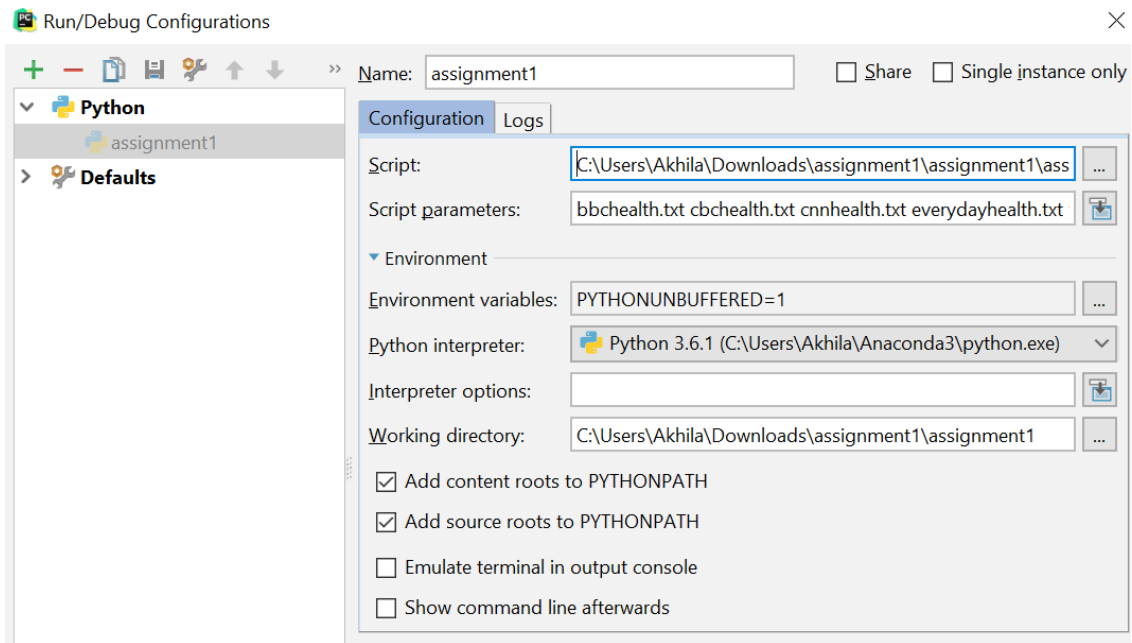 Run/Debug Configurations
Name: assignment1 Share Single instance only
Python
assignment1
Defaults
Configuration Logs
Script: C:\Users\Akhila\Downloads\assignment1\assignment1\ass ...
Script parameters: bbchealth.txt cbchealth.txt cnnhealth.txt everydayhealth.txt
Environment
Environment variables: PYTHONUNBUFFERED=1 ...
Python interpreter: Python 3.6.1 (C:\Users\Akhila\Anaconda3\python.exe)
Interpreter options:
Working directory: C:\Users\Akhila\Downloads\assignment1\assignment1 ...
Add content roots to PYTHONPATH
Add source roots to PYTHONPATH
Emulate terminal in output console
Show command line afterwards